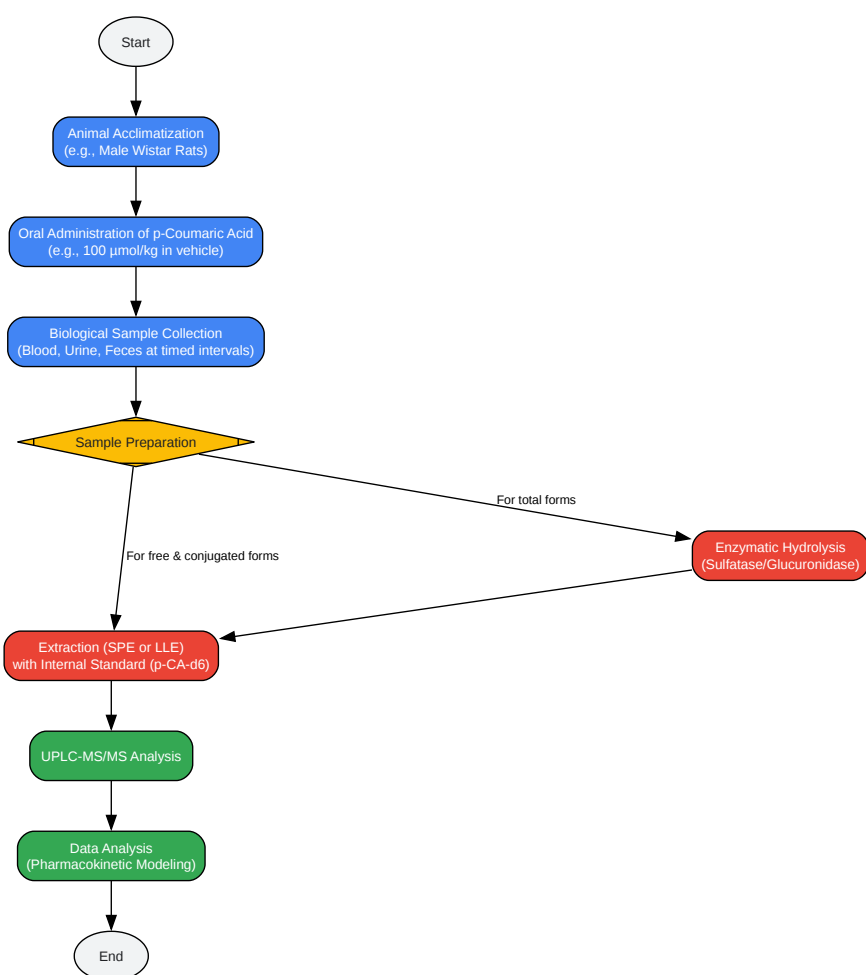 Start
Animal Acclimatization
(e.g., Male Wistar Rats)
Oral Administration of p-Coumaric Acid
(e.g., 100 µmol/kg in vehicle)
Biological Sample Collection
(Blood, Urine, Feces at timed intervals)
Sample Preparation
For total forms
Enzymatic Hydrolysis
(Sulfatase/Glucuronidase)
For free & conjugated forms
Extraction (SPE or LLE)
with Internal Standard (p-CA-d6)
UPLC-MS/MS Analysis
Data Analysis
(Pharmacokinetic Modeling)
End